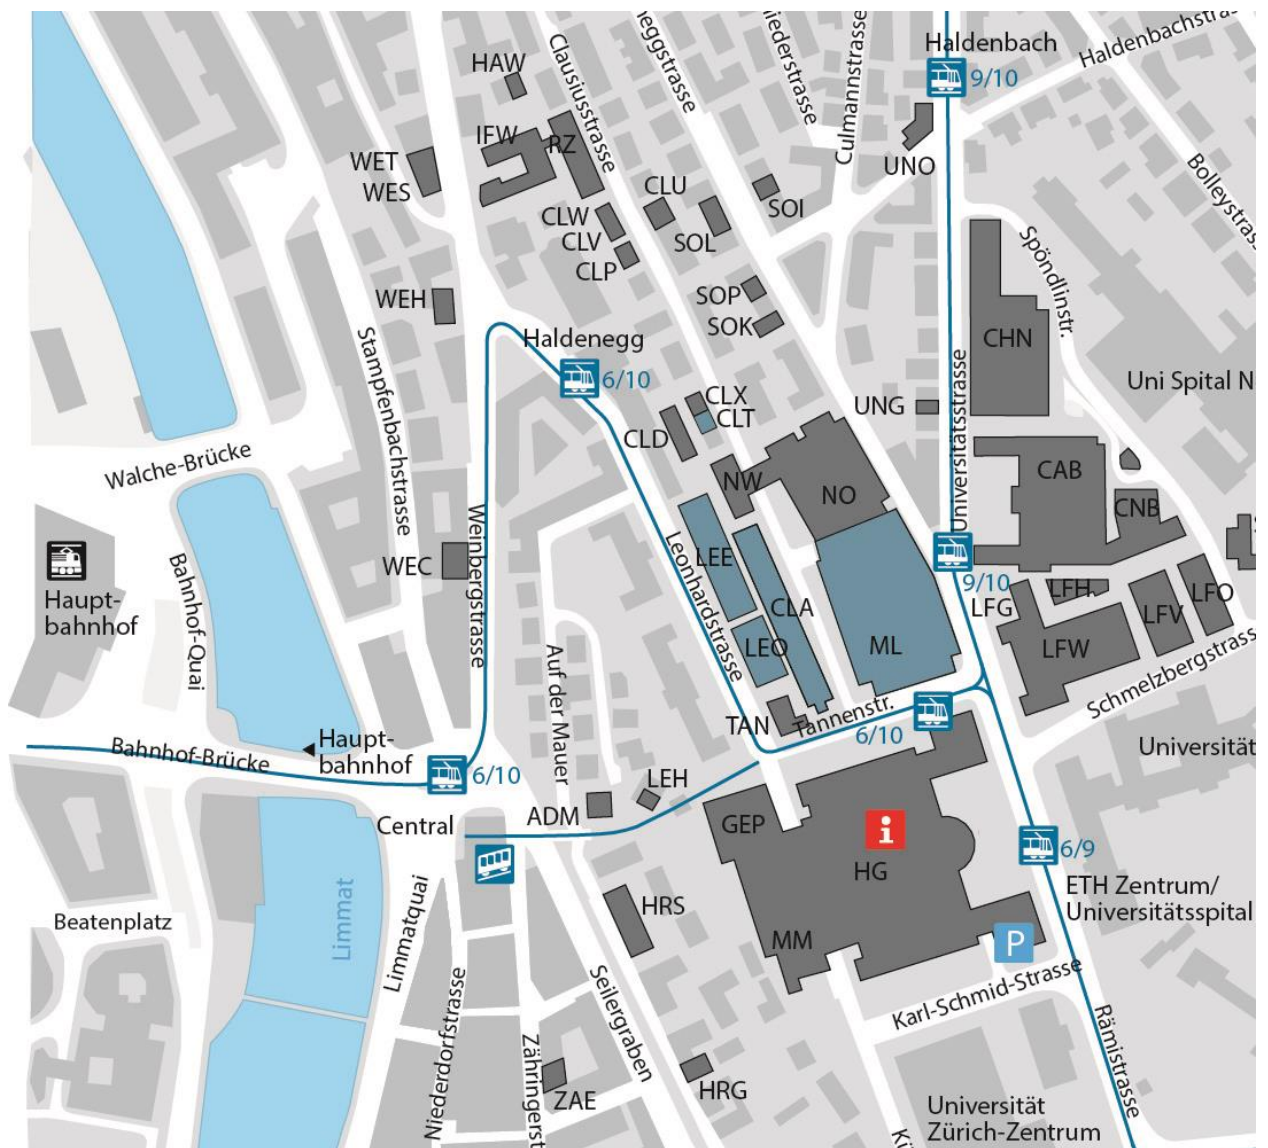 Haldenbach
9/10
Haldenbachstras
Clausiusstrasse
neggstrasse
niederstrasse
Culmannstrasse
HAW
IFW
RZ
WET
WES
UNO
Bolleystrass
CLU
SOI
CLW
CLV
CLP
SOL
Spöndlinstr.
WEH
SOP
SOK
Haldenegg
6/10
Stampfenbachstrasse
CHN
Universitätsstrasse
Uni Spital N
CLX
CLT
CLD
UNG
Walche-Brücke
NW
NO
CAB
CNB
Weinbergstrasse
Leonhardstrasse
WEC
LEE
9/10
Haupt-
bahnhof
Bahnhof-Quai
CLA
LFG
LFH
LFV
LFO
LEO
ML
LFW
Schmelzbergstrasse
Auf der Mauer
TAN
Tannenstr.
6/10
Bahnhof-Brücke
Haupt-
bahnhof
6/10
Universität
LEH
ADM
Central
GEP
i
HG
6/9
ETH Zentrum/
Universitätsspital
HRS
Beatenplatz
Limmat
Limmatquai
MM
P
Karl-Schmid-Strasse
Niederdorfstrasse
Zähringerst
Seilergraben
Rämistrasse
ZAE
HRG
Universität
Zürich-Zentrum